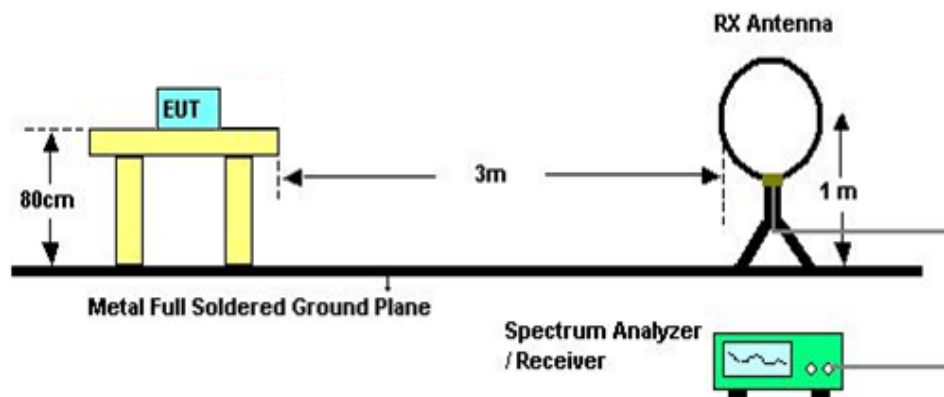 RX Antenna
EUT
80cm
3m
1 m
Metal Full Soldered Ground Plane
Spectrum Analyzer
/ Receiver